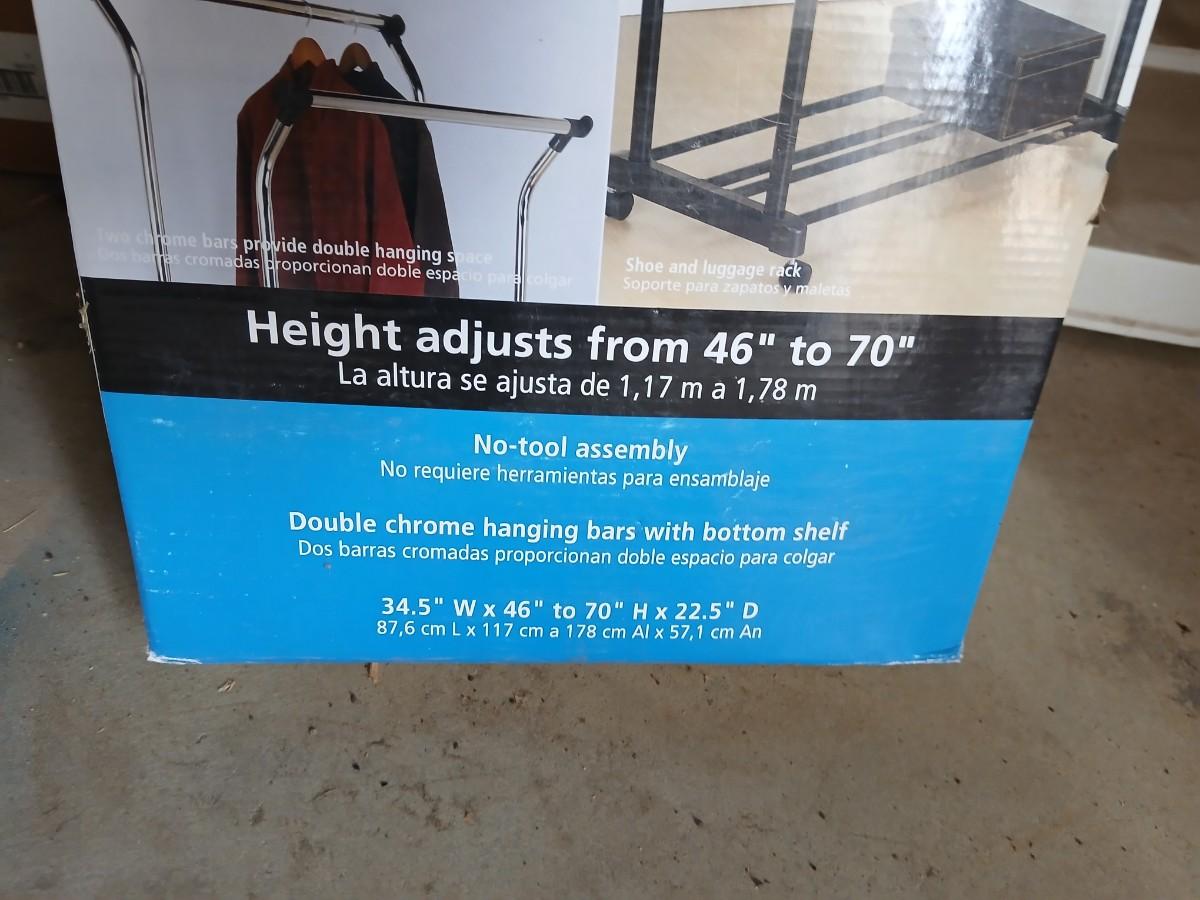 Two chrome bars provide double hanging space
Dos barras cromadas proporcionan doble espacio para colgar
Shoe and luggage rack
Soporte para zapatos y maletas
Height adjusts from 46" to 70"
La altura se ajusta de 1,17 m a 1,78 m
No-tool assembly
No requiere herramientas para ensamblaje
Double chrome hanging bars with bottom shelf
Dos barras cromadas proporcionan doble espacio para colgar
34.5" W x 46" to 70" H x 22.5" D
87,6 cm L x 117 cm a 178 cm Al x 57,1 cm An